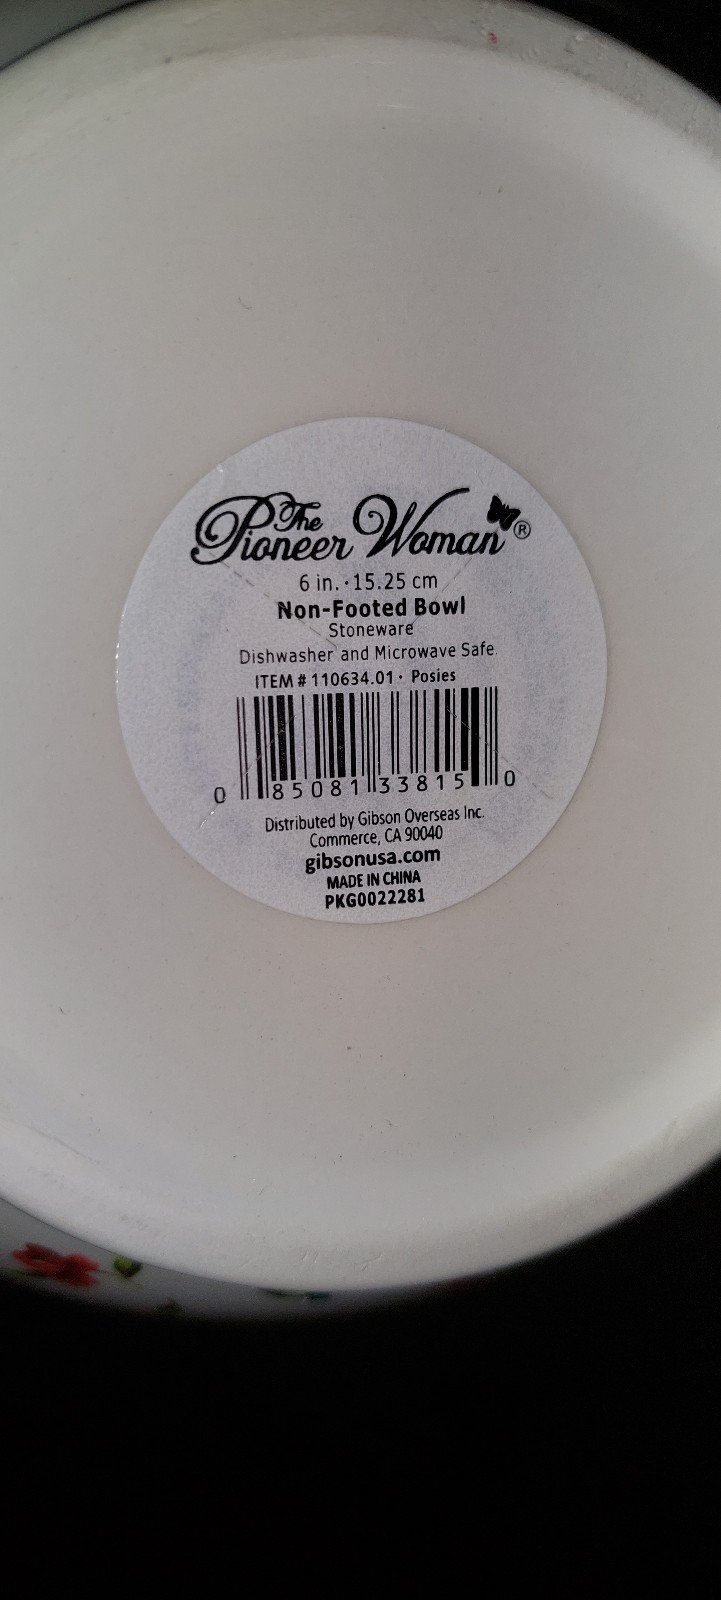 The
Pioneer Woman®
6 in. · 15.25 cm
Non-Footed Bowl
Stoneware
Dishwasher and Microwave Safe.
ITEM # 110634.01 · Posies
0 85081 33815 0
Distributed by Gibson Overseas Inc.
Commerce, CA 90040
gibsonusa.com
MADE IN CHINA
PKG0022281